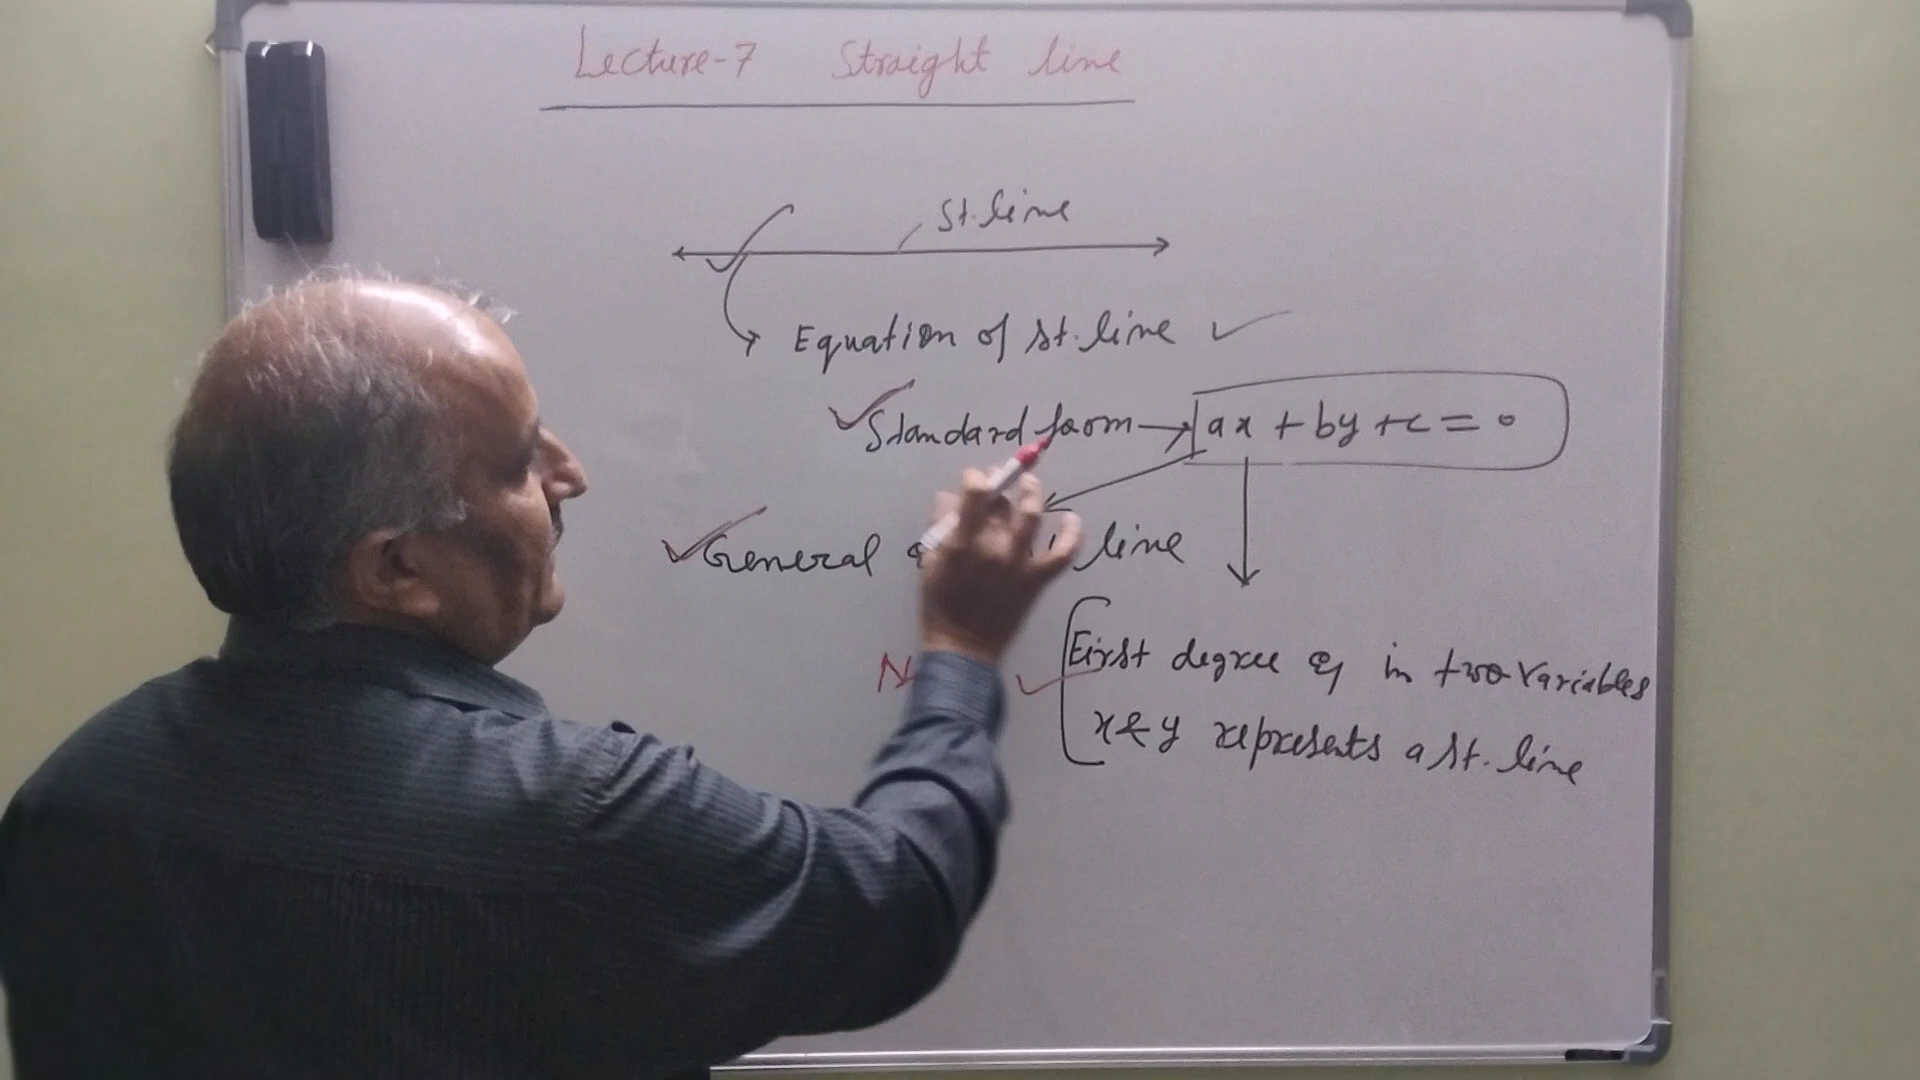 Lecture-7 Straight line
St. line
Equation of st. line
Standard form → ax + by + c = 0
General line
First degree eq in two variables
x & y represents a st. line